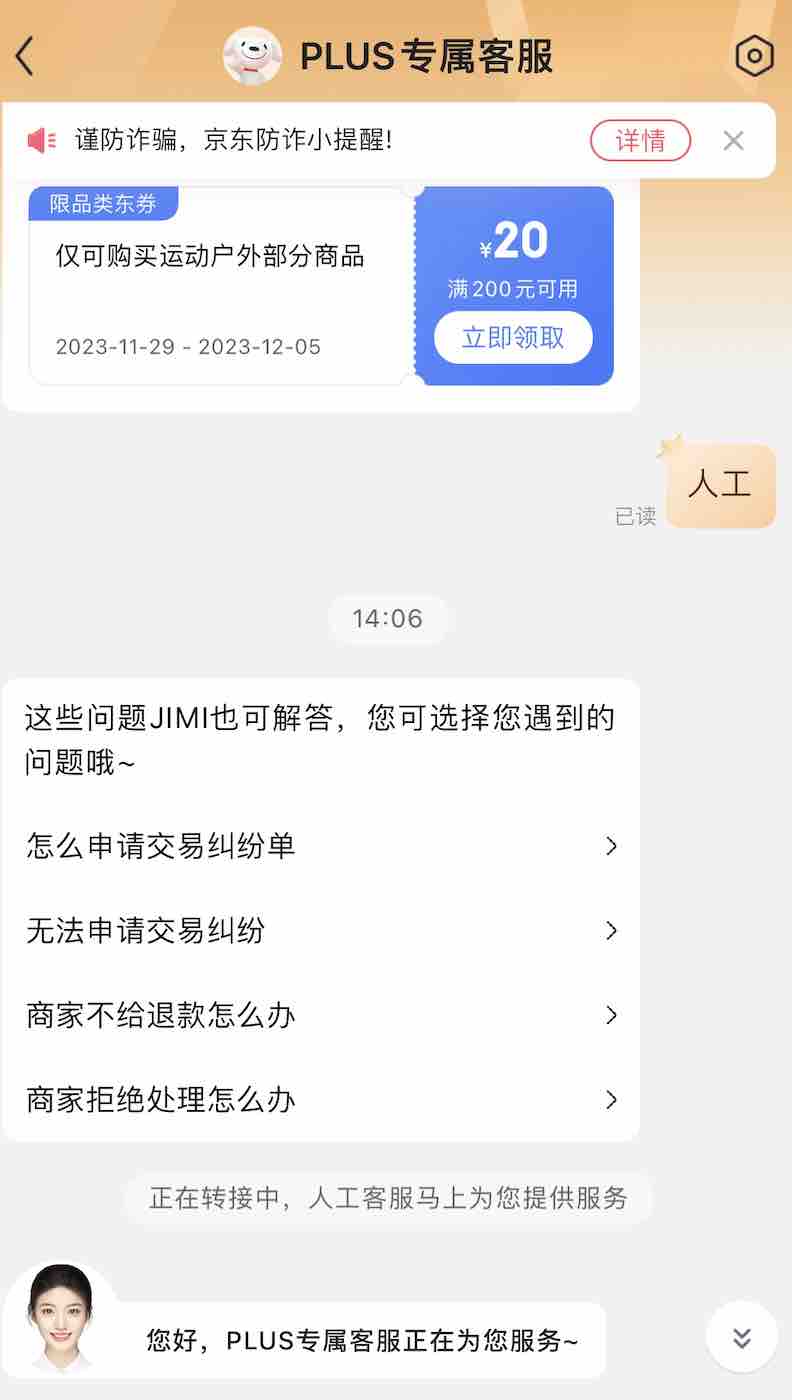 PLUS专属客服
谨防诈骗，京东防诈小提醒！
详情
限品类东券
仅可购买运动户外部分商品
2023-11-29 - 2023-12-05
¥20
满200元可用
立即领取
人工
已读
14:06
这些问题JIMI也可解答，您可选择您遇到的
问题哦~
怎么申请交易纠纷单
无法申请交易纠纷
商家不给退款怎么办
商家拒绝处理怎么办
正在转接中，人工客服马上为您提供服务
您好，PLUS专属客服正在为您服务~